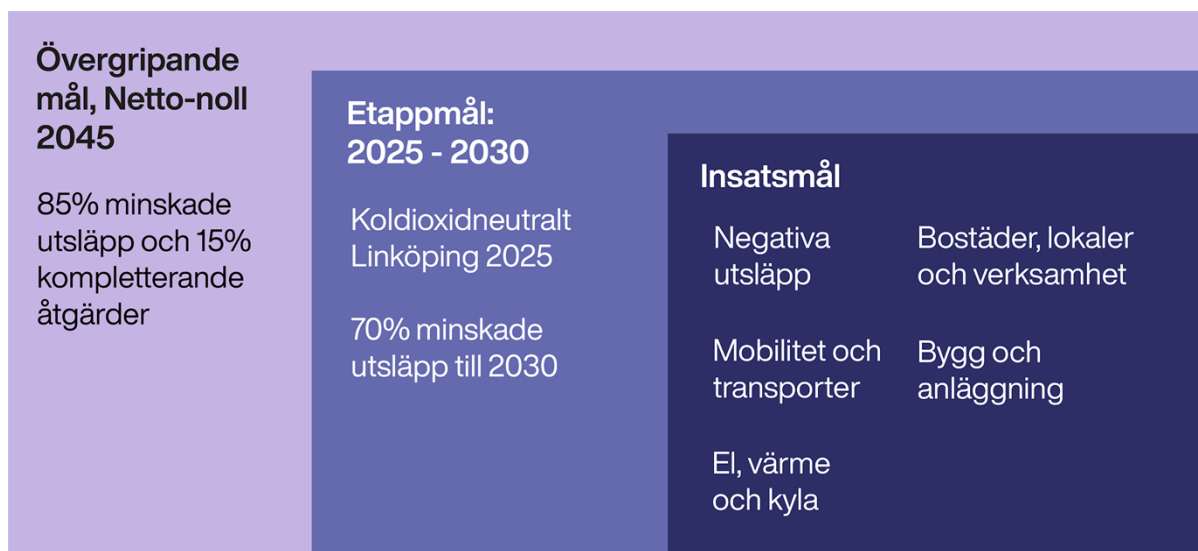 Övergripande
mål, Netto-noll
2045
85% minskade
utsläpp och 15%
kompletterande
åtgärder
Etappmål:
2025 - 2030
Koldioxidneutralt
Linköping 2025
70% minskade
utsläpp till 2030
Insatsmål
Negativa
utsläpp
Bostäder, lokaler
och verksamhet
Mobilitet och
transporter
Bygg och
anläggning
El, värme
och kyla